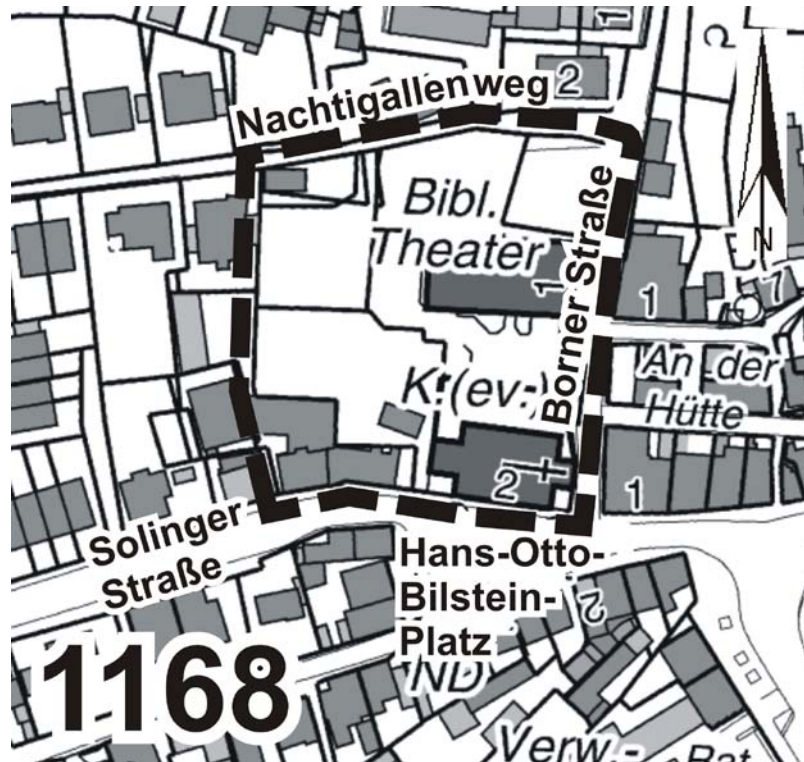 1
2
Nachtigallenweg
Bibl.
Theater
1
Borner Straße
N
7
1
An der
Hütte
K.(ev.)
2
1
Solinger
Straße
Hans-Otto-
Bilstein-
Platz
2
ND
1168
Verw.-
Rat